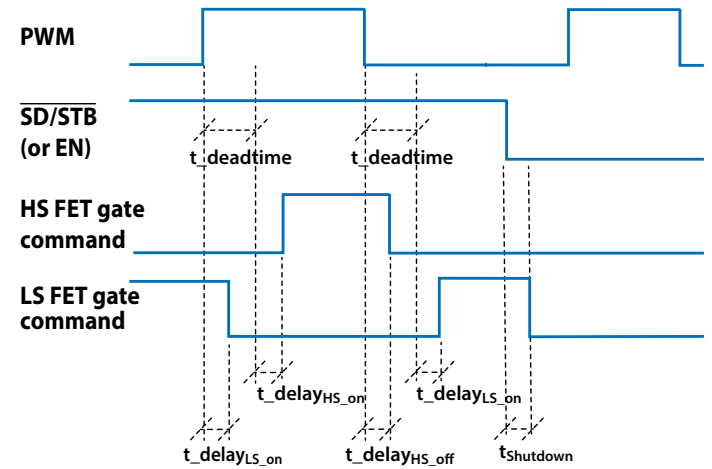 PWM
SD/STB
(or EN)
t_deadtime t_deadtime
HS FET gate
command
LS FET gate
command
t_delayHS_on t_delayLS_on
t_delayLS_on t_delayHS_off tShutdown